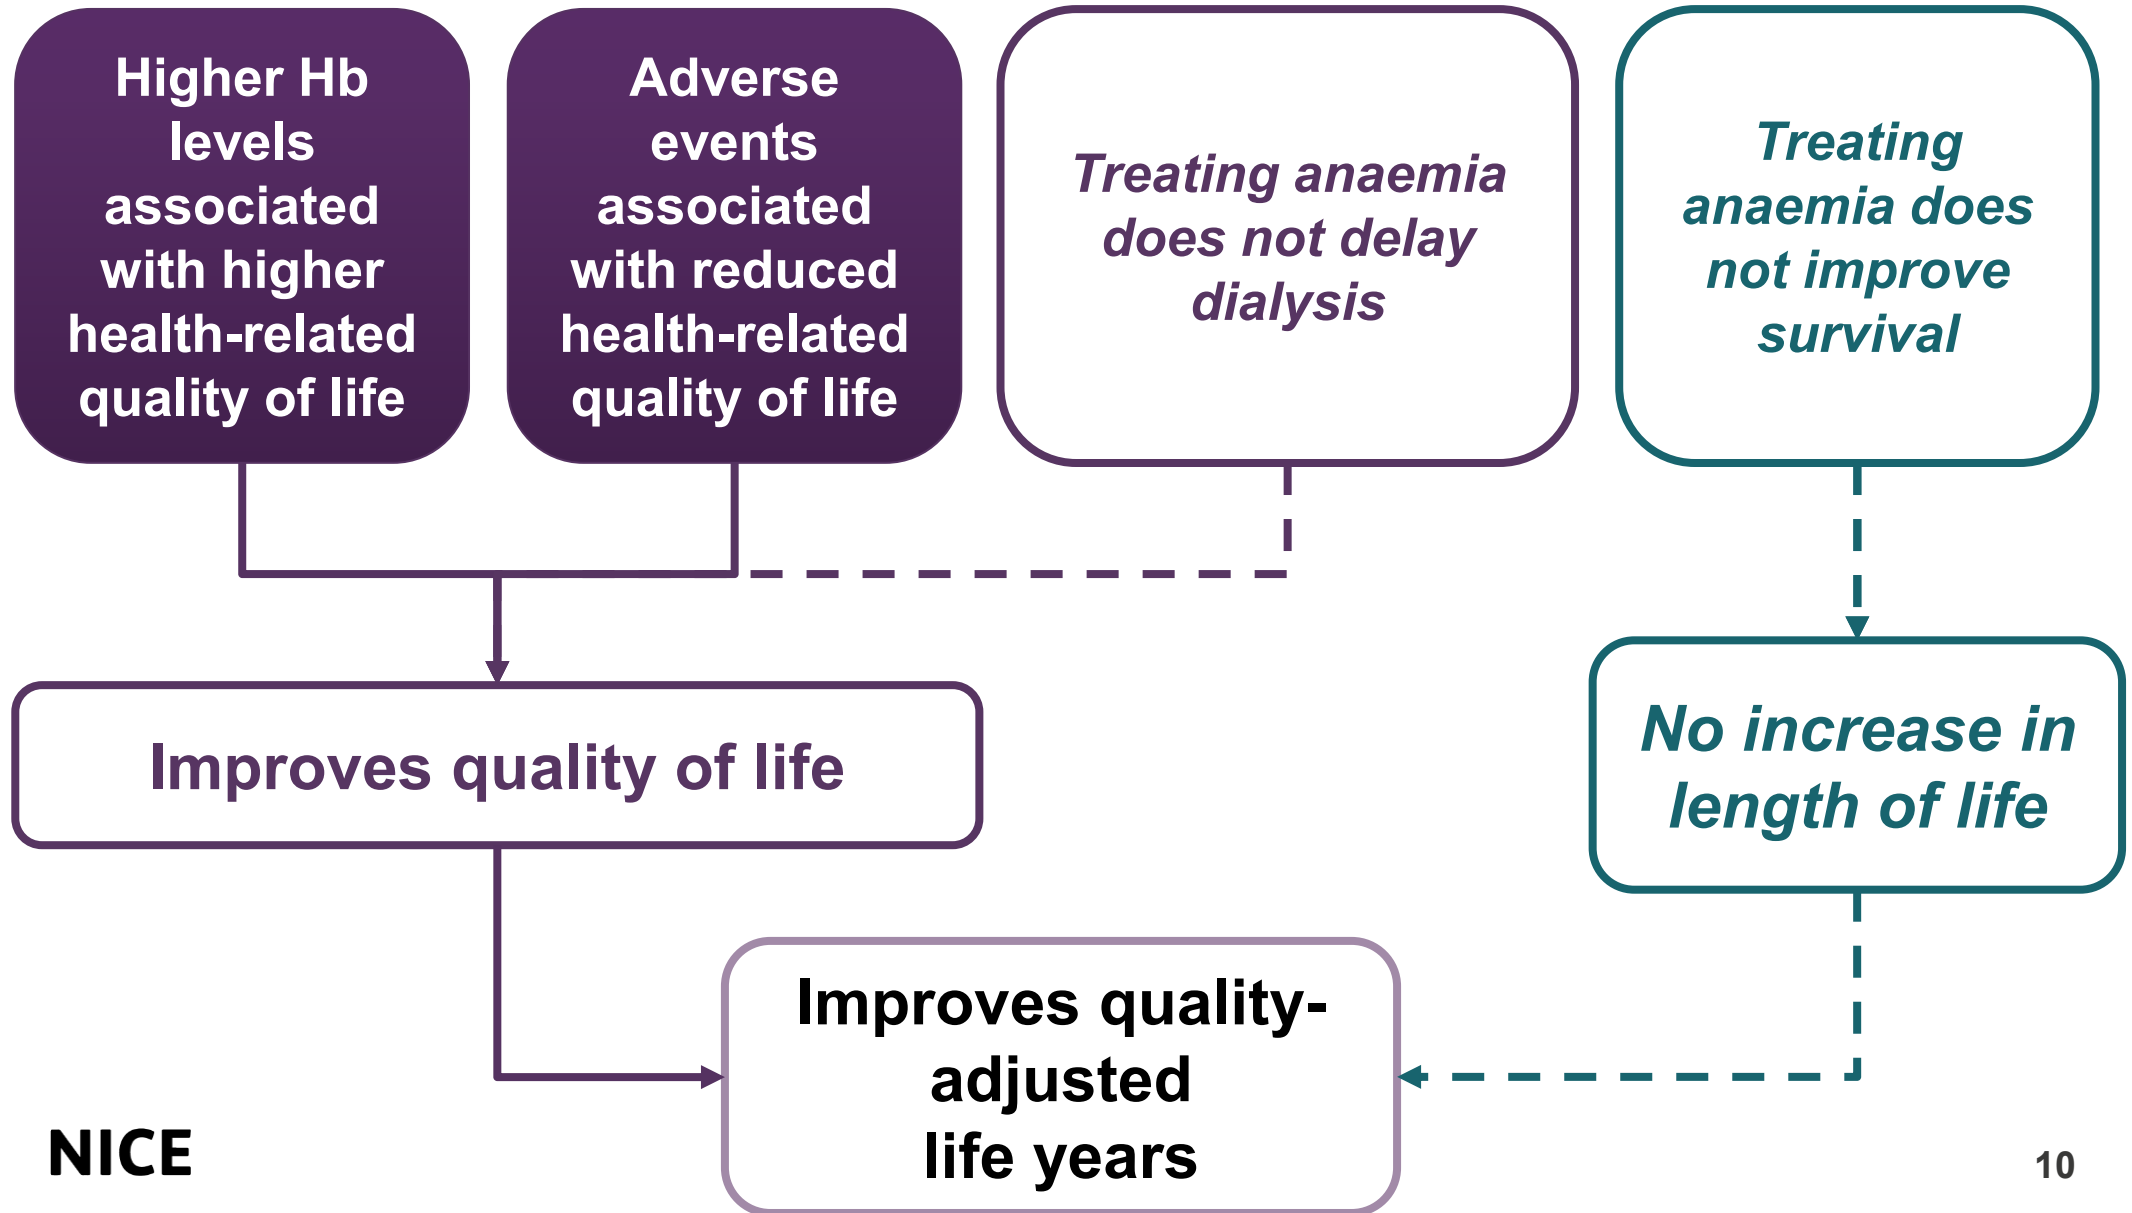 Higher Hb
levels
associated
with higher
health-related
quality of life
Adverse
events
associated
with reduced
health-related
quality of life
Treating anaemia
does not delay
dialysis
Treating
anaemia does
not improve
survival
Improves quality of life
No increase in
length of life
Improves quality-
adjusted
life years
NICE
10